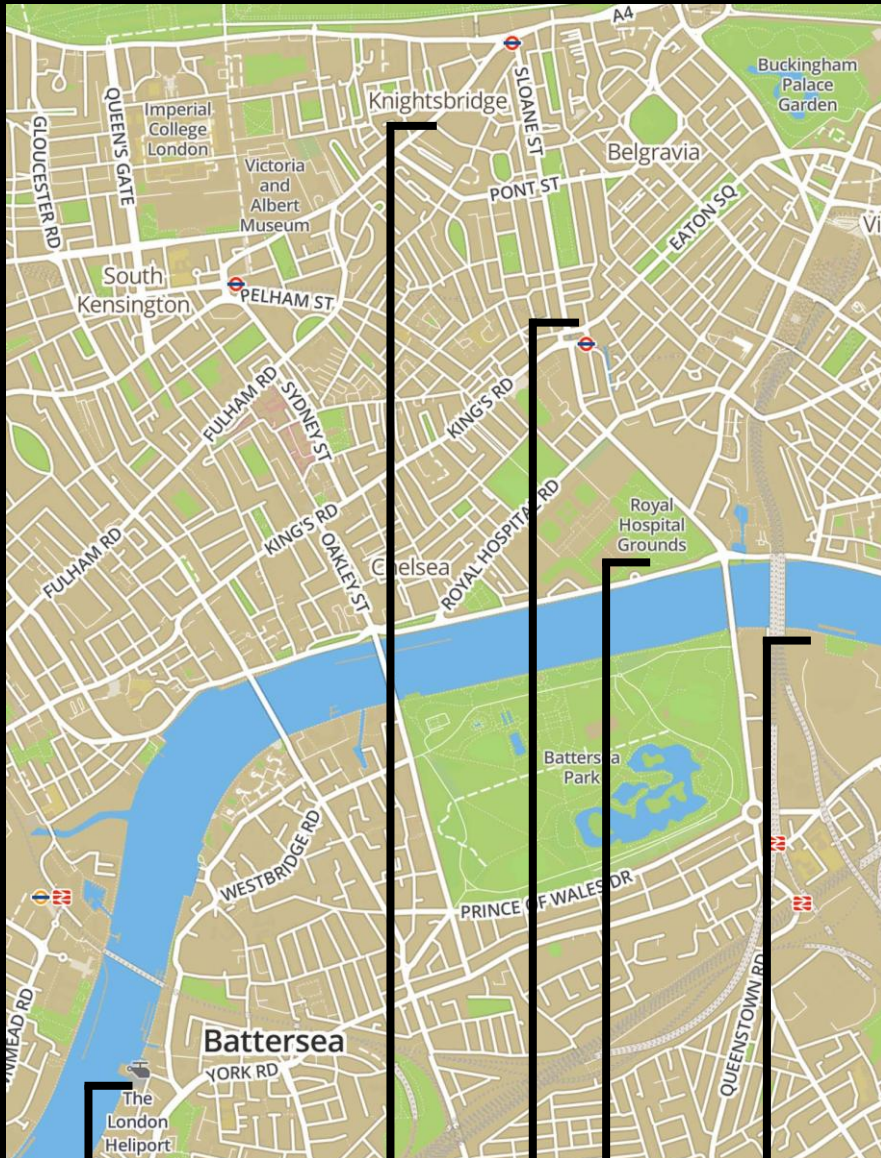 A4
Knightsbridge
SLOANE ST
Buckingham
Palace
Garden
Imperial
College
London
QUEEN'S GATE
GLOUCESTER RD
Victoria
and
Albert
Museum
Belgravia
PONT ST
EATON SQ
Vi
South
Kensington
PELHAM ST
FULHAM RD
SYDNEY ST
KING'S RD
KING'S RD
FULHAM RD
OAKLEY ST
Chelsea
ROYAL HOSPITAL RD
Royal
Hospital
Grounds
Battersea
Park
WESTBRIDGE RD
PRINCE OF WALES DR
QUEENSTOWN RD
NMEAD RD
Battersea
YORK RD
The
London
Heliport